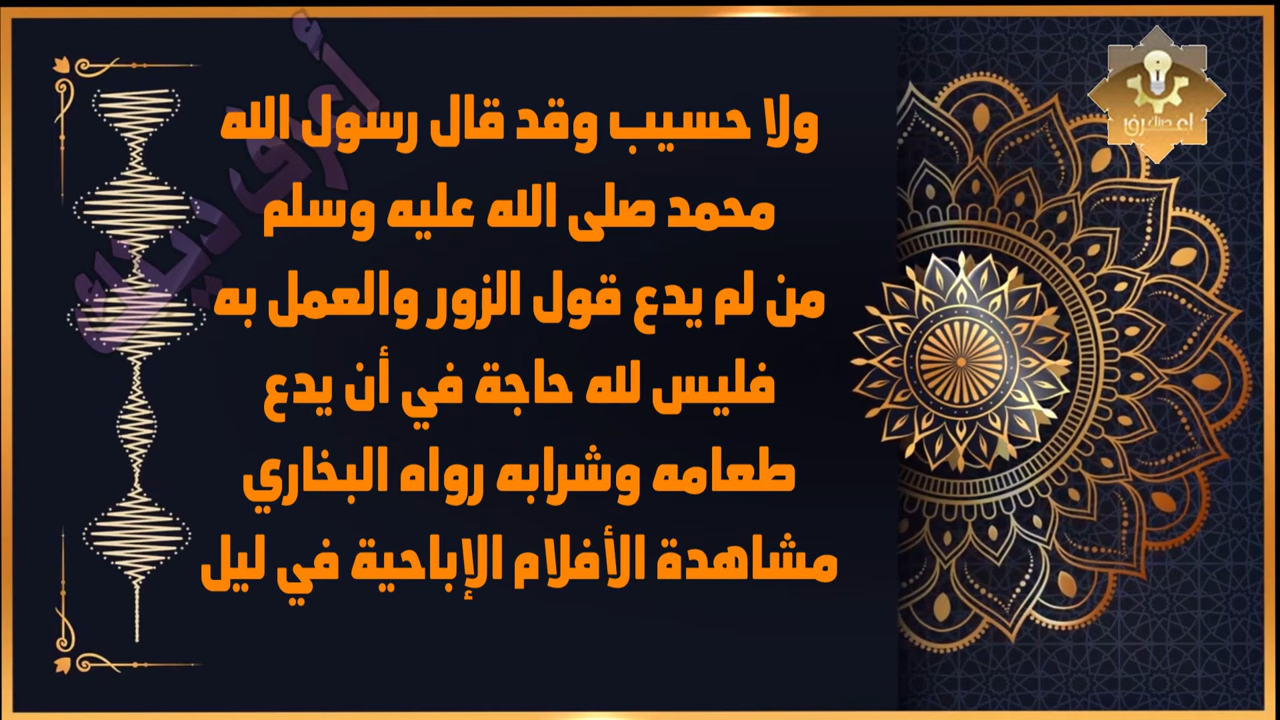 ولا حسيب وقد قال رسول الله
محمد صلى الله عليه وسلم
من لم يدع قول الزور والعمل به
فليس لله حاجة في أن يدع
طعامه وشرابه رواه البخاري
مشاهدة الأفلام الإباحية في ليل